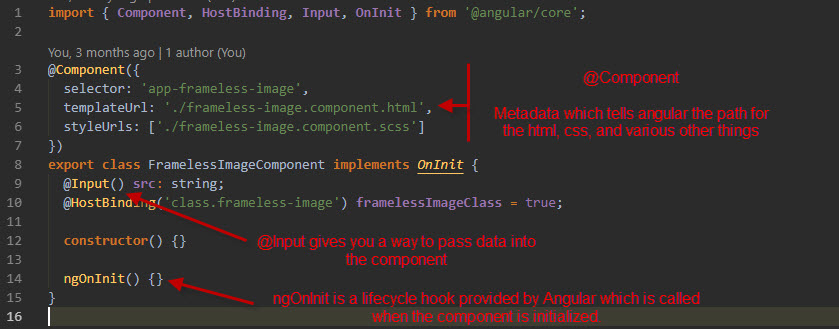 1 import { Component, HostBinding, Input, OnInit } from '@angular/core';
2
You, 3 months ago | 1 author (You)
3 @Component({
4 selector: 'app-frameless-image',
5 templateUrl: './frameless-image.component.html',
6 styleUrls: ['./frameless-image.component.scss']
7 })
@Component
Metadata which tells angular the path for
the html, css, and various other things
8 export class FramelessImageComponent implements OnInit {
9 @Input() src: string;
10 @HostBinding('class.frameless-image') framelessImageClass = true;
11
12 constructor() {}
@Input gives you a way to pass data into
the component
13
14 ngOnInit() {}
15 }
16
ngOnInit is a lifecycle hook provided by Angular which is called
when the component is initialized.